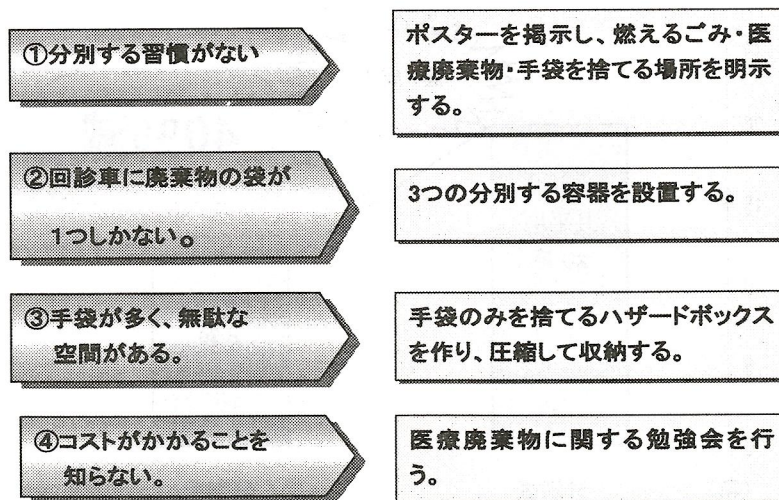 ①分別する習慣がない
ポスターを掲示し、燃えるごみ・医
療廃棄物・手袋を捨てる場所を明示
する。
②回診車に廃棄物の袋が
1つしかない。
3つの分別する容器を設置する。
③手袋が多く、無駄な
空間がある。
手袋のみを捨てるハザードボックス
を作り、圧縮して収納する。
④コストがかかることを
知らない。
医療廃棄物に関する勉強会を行
う。